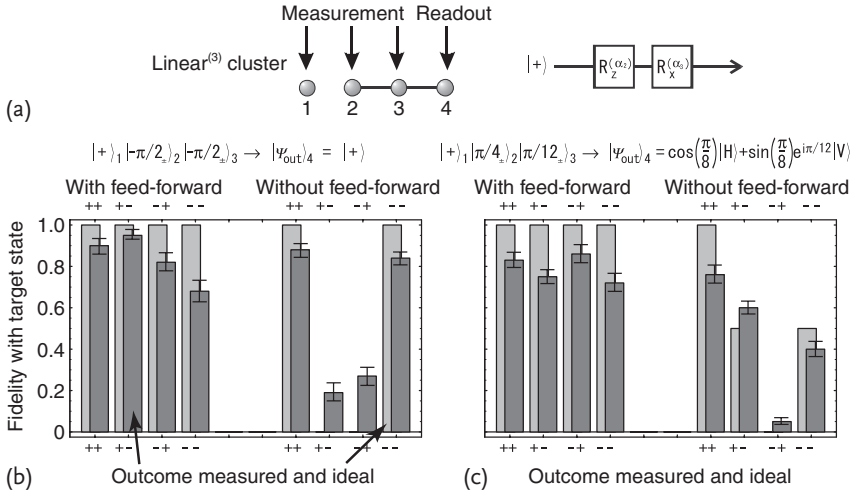 Measurement Readout
Linear⁽³⁾ cluster
1 2 3 4
|+⟩ R_Z^(α₂) R_X^(α₃)
(a)
|+⟩₁|−π/2±⟩₂|−π/2±⟩₃ → |Ψout⟩₄ = |+⟩
|+⟩₁|π/4±⟩₂|π/12±⟩₃ → |Ψout⟩₄ = cos(π/8)|H⟩+sin(π/8)e^iπ/12|V⟩
With feed-forward Without feed-forward
++ +− −+ −− ++ +− −+ −−
With feed-forward Without feed-forward
++ +− −+ −− ++ +− −+ −−
Fidelity with target state
1.0
0.8
0.6
0.4
0.2
0
++ +− −+ −− ++ +− −+ −−
++ +− −+ −− ++ +− −+ −−
(b) Outcome measured and ideal
(c) Outcome measured and ideal